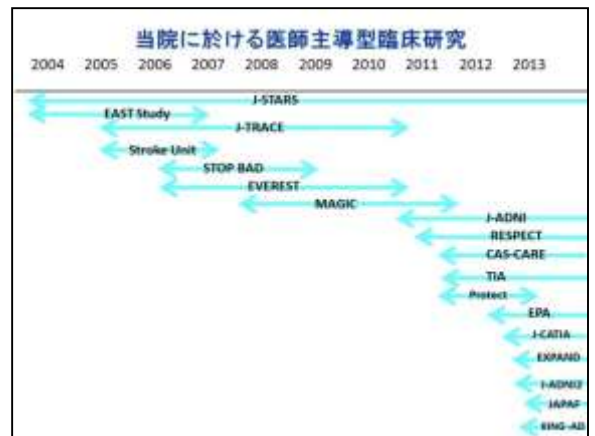 当院に於ける医師主導型臨床研究
2004 2005 2006 2007 2008 2009 2010 2011 2012 2013
J-STARS
EAST Study
J-TRACE
Stroke Unit
STOP BAD
EVEREST
MAGIC
J-ADNI
RESPECT
CAS-CARE
TIA
Protect
EPA
J-CATIA
EXPAND
J-ADNI2
JAPAF
KING-AD